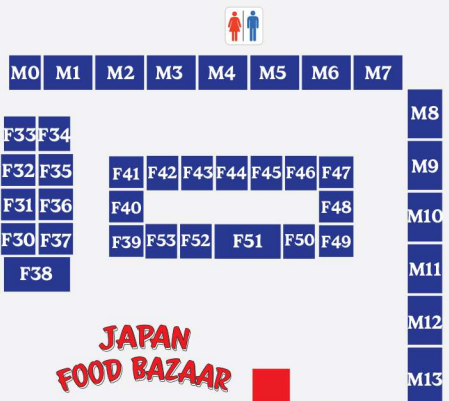 M0 M1 M2 M3 M4 M5 M6 M7
M8
F33 F34
M9
F32 F35
F41 F42 F43 F44 F45 F46 F47
F31 F36
F40 F48
M10
F30 F37
F39 F53 F52 F51 F50 F49
F38
M11
M12
JAPAN
FOOD BAZAAR
M13